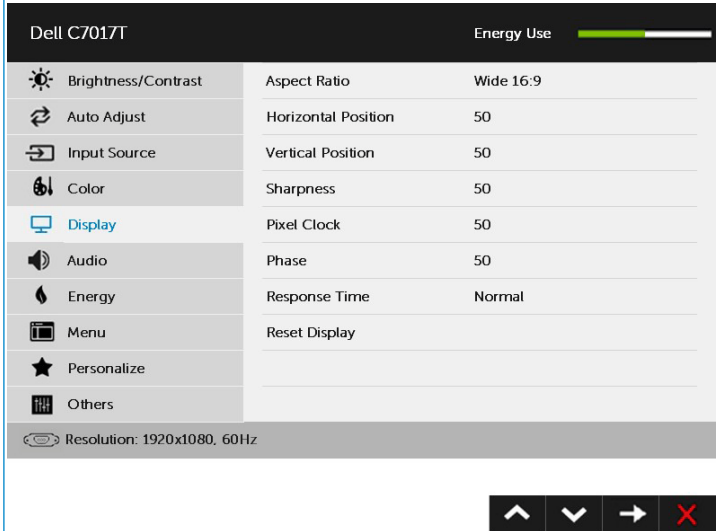 Dell C7017T Energy Use
Brightness/Contrast Aspect Ratio Wide 16:9
Auto Adjust Horizontal Position 50
Input Source Vertical Position 50
Color Sharpness 50
Display Pixel Clock 50
Audio Phase 50
Energy Response Time Normal
Menu Reset Display
Personalize
Others
Resolution: 1920x1080, 60Hz